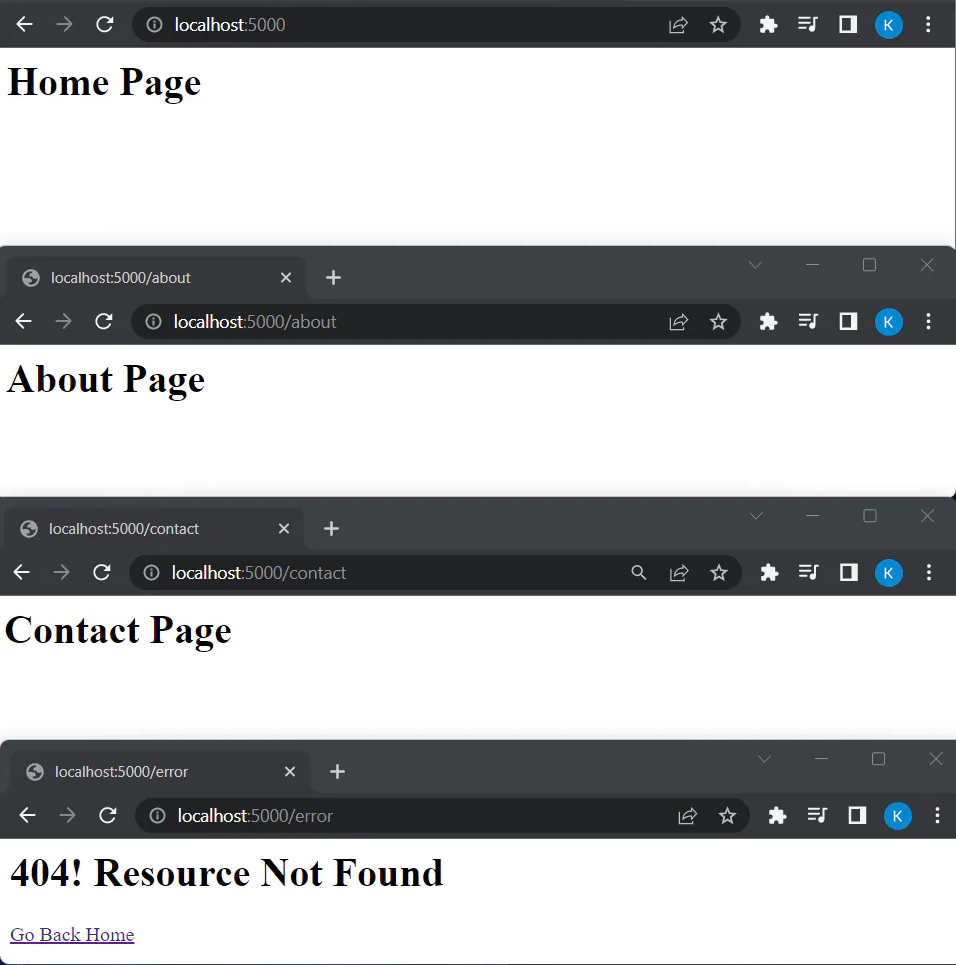 localhost:5000
K
Home Page
localhost:5000/about
localhost:5000/about
K
About Page
localhost:5000/contact
localhost:5000/contact
K
Contact Page
localhost:5000/error
localhost:5000/error
K
404! Resource Not Found
Go Back Home